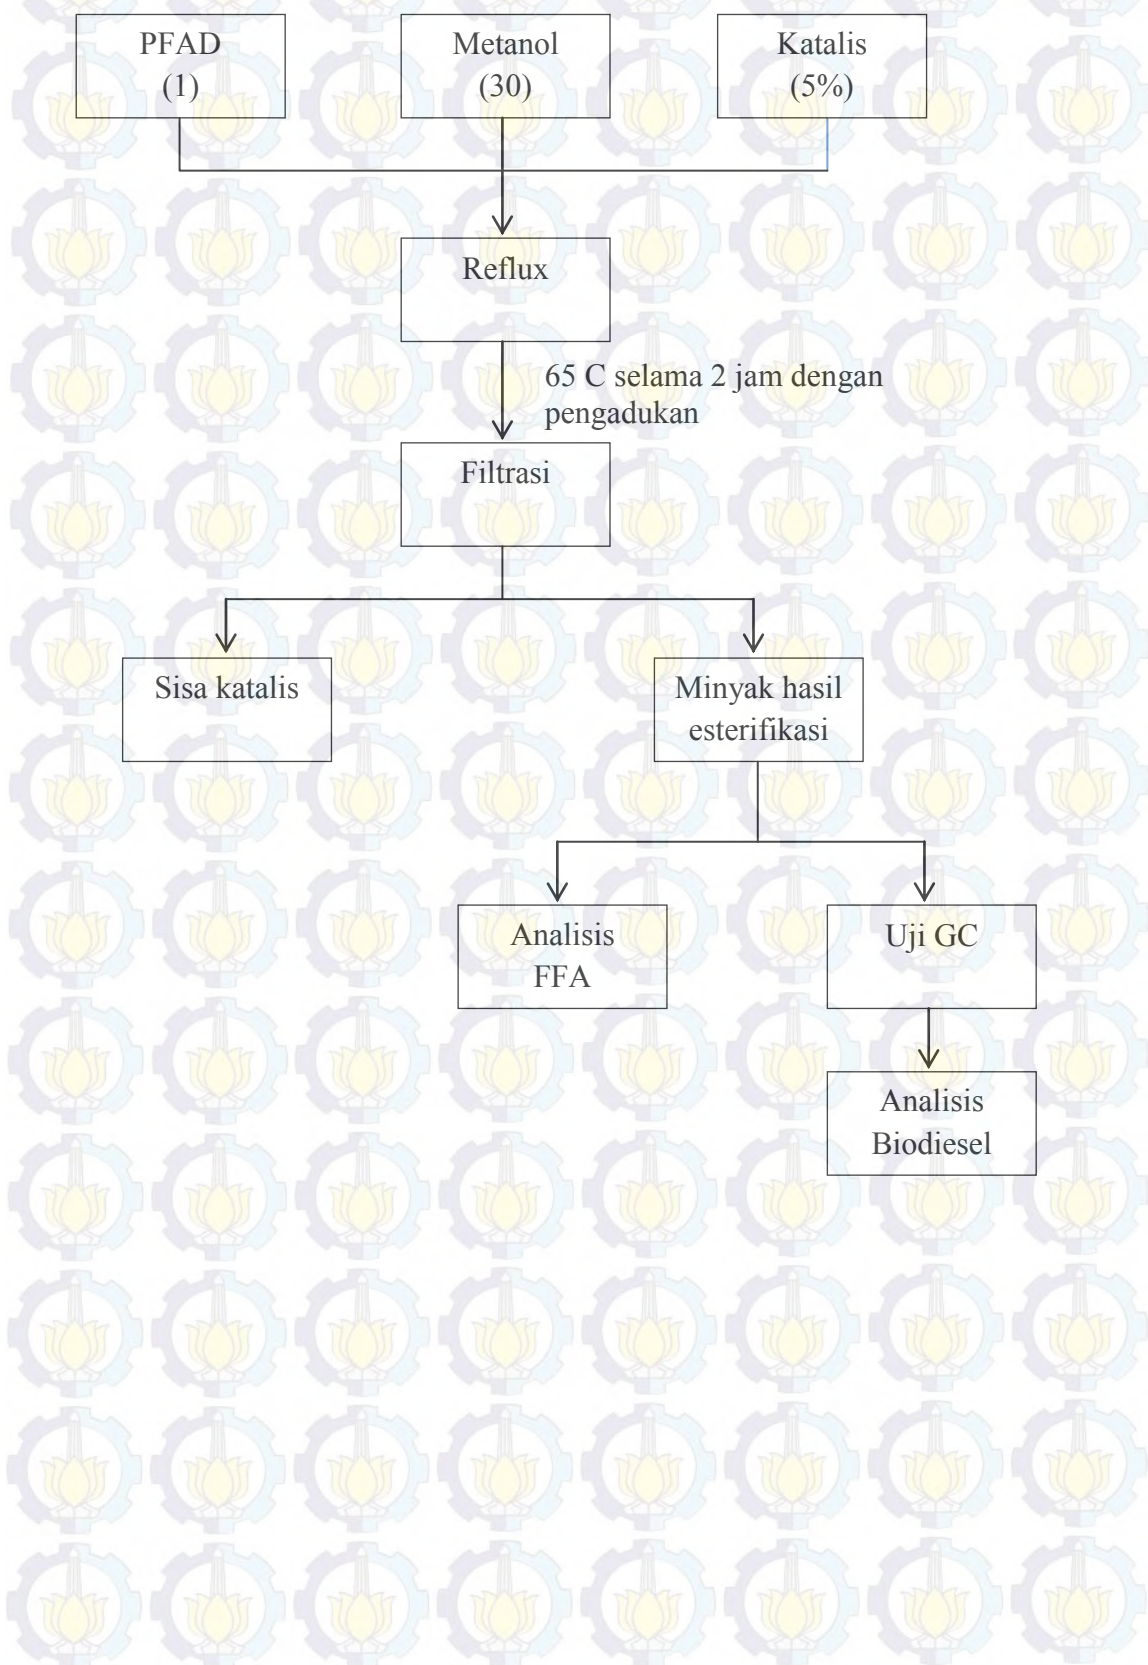 PFAD
(1)
Metanol
(30)
Katalis
(5%)
Reflux
65 C selama 2 jam dengan
pengadukan
Filtrasi
Sisa katalis
Minyak hasil
esterifikasi
Analisis
FFA
Uji GC
Analisis
Biodiesel